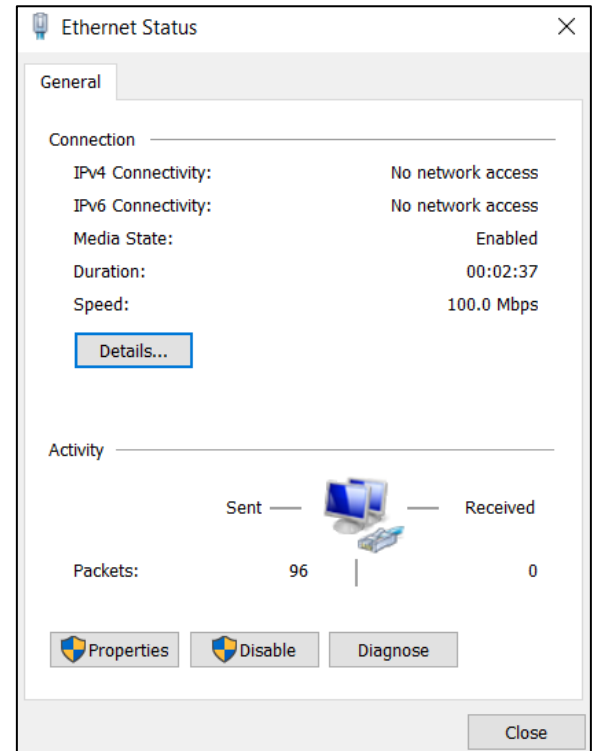 Ethernet Status
General
Connection
IPv4 Connectivity: No network access
IPv6 Connectivity: No network access
Media State: Enabled
Duration: 00:02:37
Speed: 100.0 Mbps
Details...
Activity
Sent Received
Packets: 96 0
Properties Disable Diagnose
Close